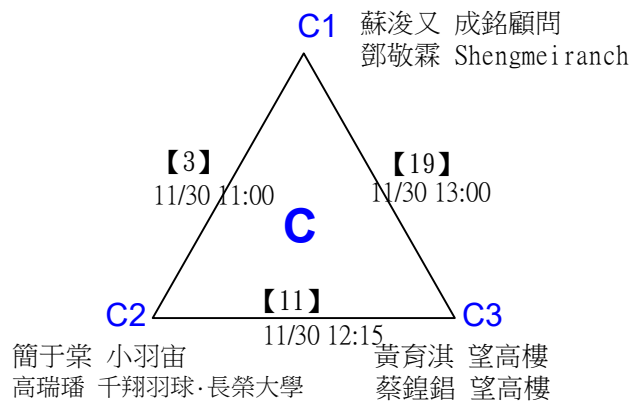 C1 蘇浚又 成銘顧問
鄧敬霖 Shengmeiranch
【3】
11/30 11:00
【19】
11/30 13:00
C
【11】
11/30 12:15
C2
C3
簡于棠 小羽宙
高瑞璠 千翔羽球·長榮大學
黃育淇 望高樓
蔡鍠錩 望高樓